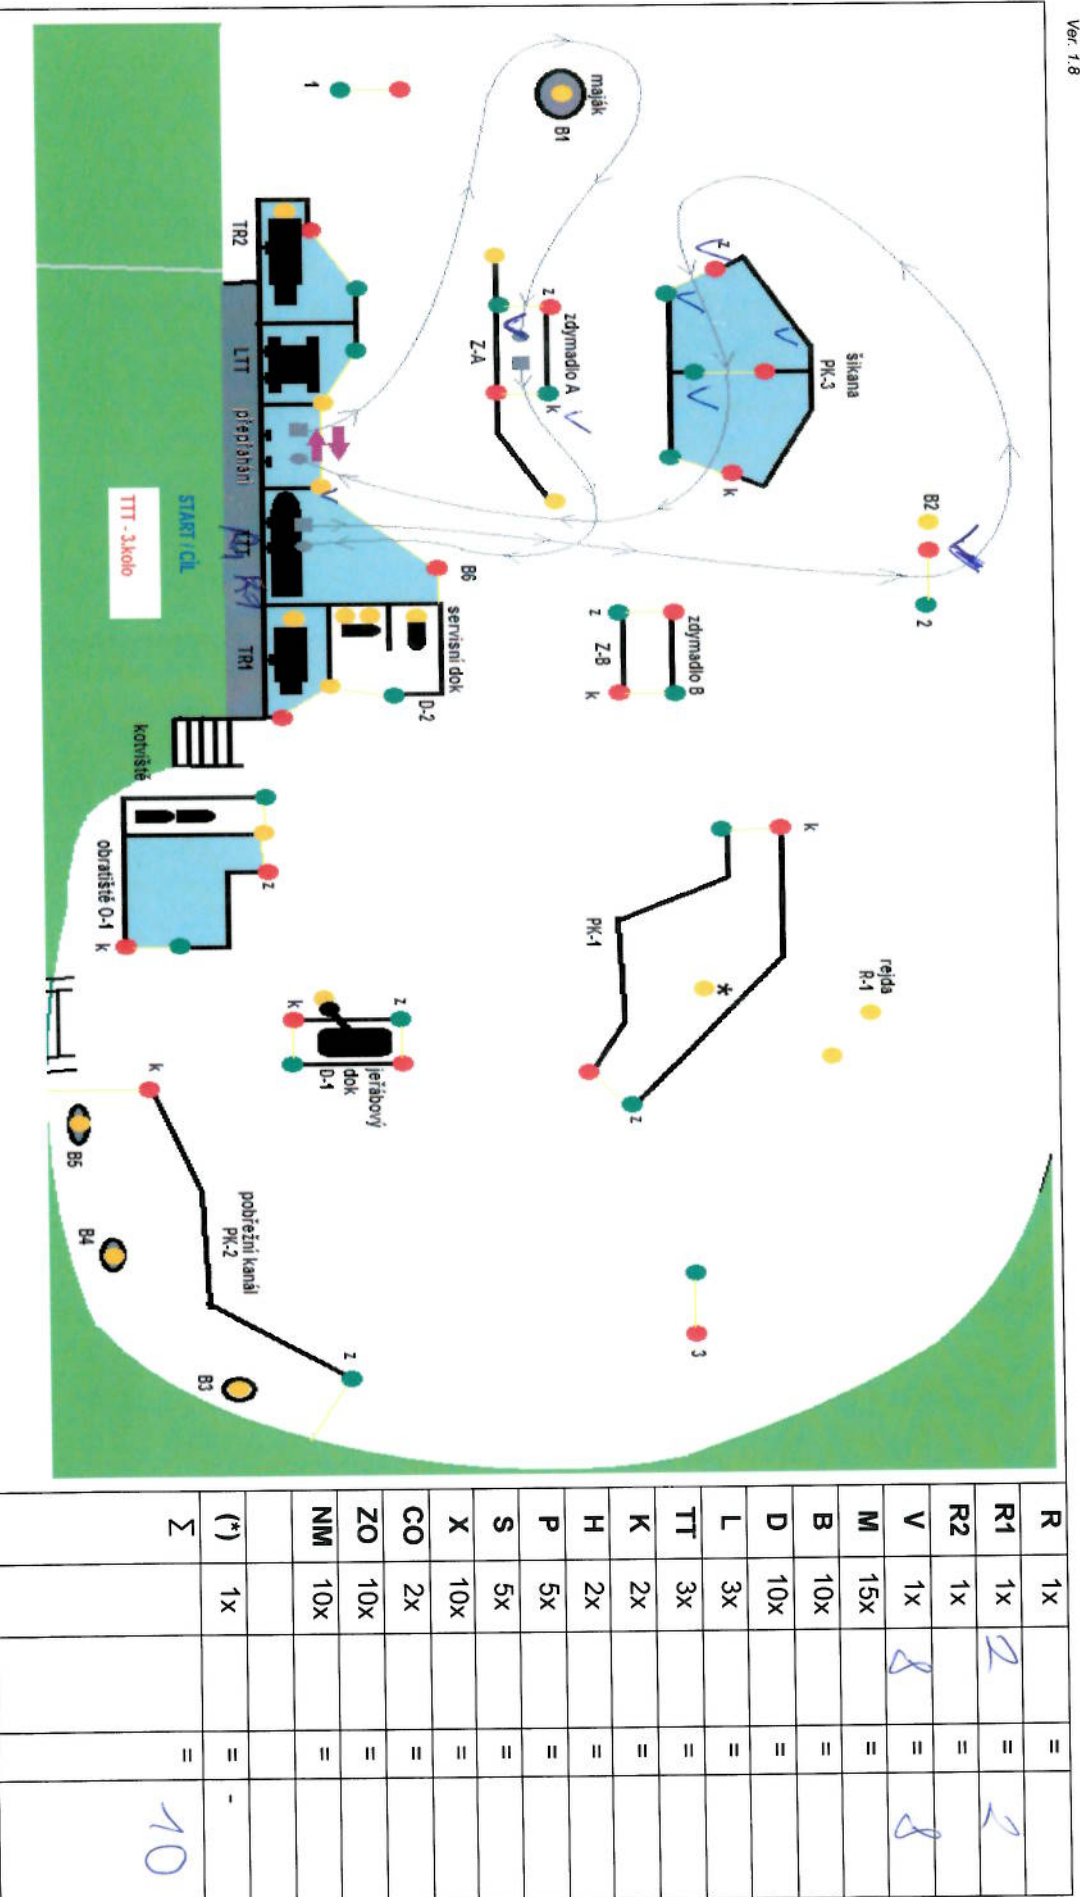 Ver. 1.8
1
maják
B1
TR2
LTT
přepřahání
TR1
START / CÍL
TTT - 3.kolo
R1
zdymadlo A
z
k
Z-A
šikana
PK-3
z
k
B2
2
B6
servisní dok
D-2
zdymadlo B
z
Z-B
k
kotviště
obratiště O-1
z
k
k
PK-1
*
z
rejda
R-1
z
k
jeřábový
dok
D-1
k
B5
B4
pobřežní kanál
PK-2
z
B3
3
R 1x =
R1 1x 2 = 2
R2 1x =
V 1x 8 = 8
M 15x =
B 10x =
D 10x =
L 3x =
TT 3x =
K 2x =
H 2x =
P 5x =
S 5x =
X 10x =
CO 2x =
ZO 10x =
NM 10x =
(*) 1x = -
Σ = 10